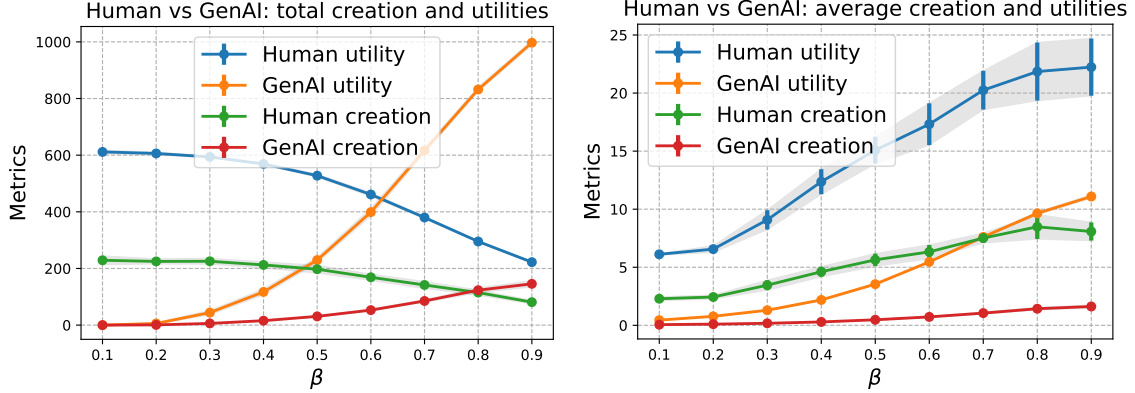 Human vs GenAI: total creation and utilities
Human utility
GenAI utility
Human creation
GenAI creation
Metrics
1000
800
600
400
200
0
0.1 0.2 0.3 0.4 0.5 0.6 0.7 0.8 0.9
β
Human vs GenAI: average creation and utilities
Human utility
GenAI utility
Human creation
GenAI creation
Metrics
25
20
15
10
5
0
0.1 0.2 0.3 0.4 0.5 0.6 0.7 0.8 0.9
β